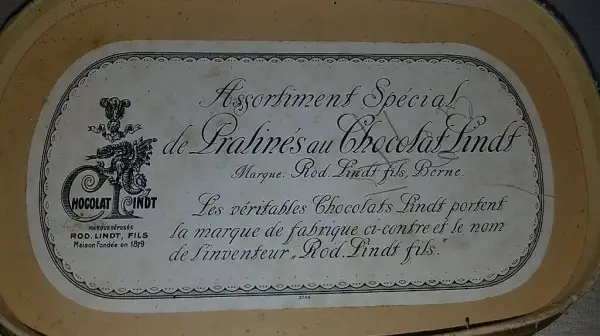 Assortiment Spécial
de Pralinés au Chocolat Lindt
Marque: Rod. Lindt fils, Berne.
Les véritables Chocolats Lindt portent
la marque de fabrique ci-contre et le nom
de l'inventeur „Rod. Lindt fils."
CHOCOLAT LINDT
MARQUE DÉPOSÉE
ROD. LINDT, FILS
Maison fondée en 1879